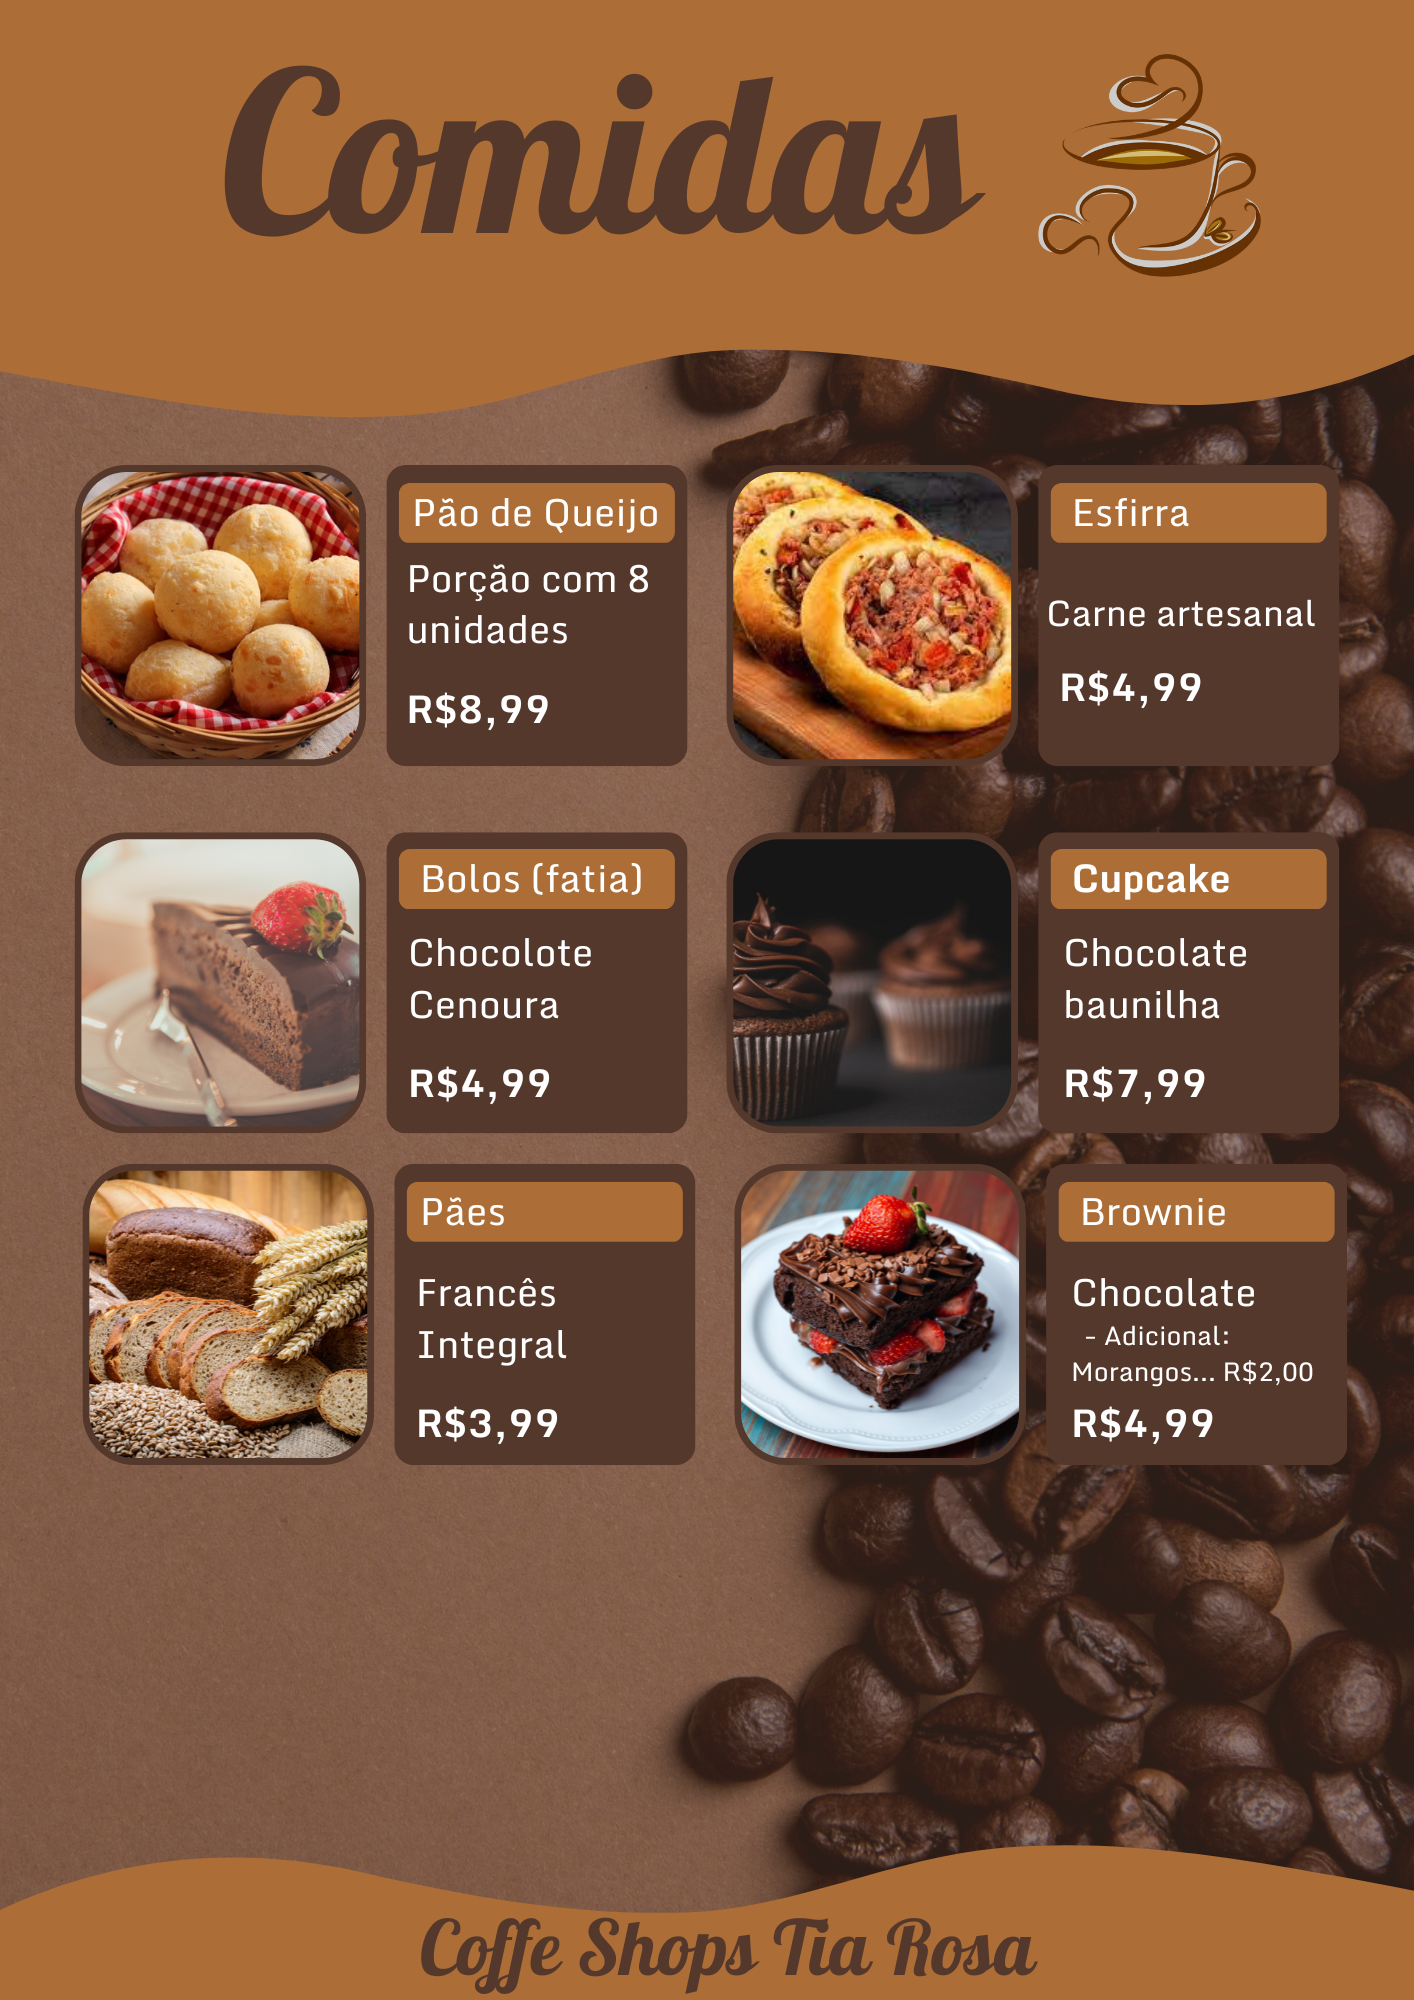 Comidas
Pão de Queijo
Porção com 8
unidades
R$8,99
Esfirra
Carne artesanal
R$4,99
Bolos (fatia)
Chocolote
Cenoura
R$4,99
Cupcake
Chocolate
baunilha
R$7,99
Pães
Francês
Integral
R$3,99
Brownie
Chocolate
- Adicional:
Morangos... R$2,00
R$4,99
Coffe Shops Tia Rosa